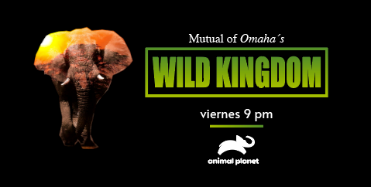 Mutual of Omaha´s
WILD KINGDOM
viernes 9 pm
animal planet